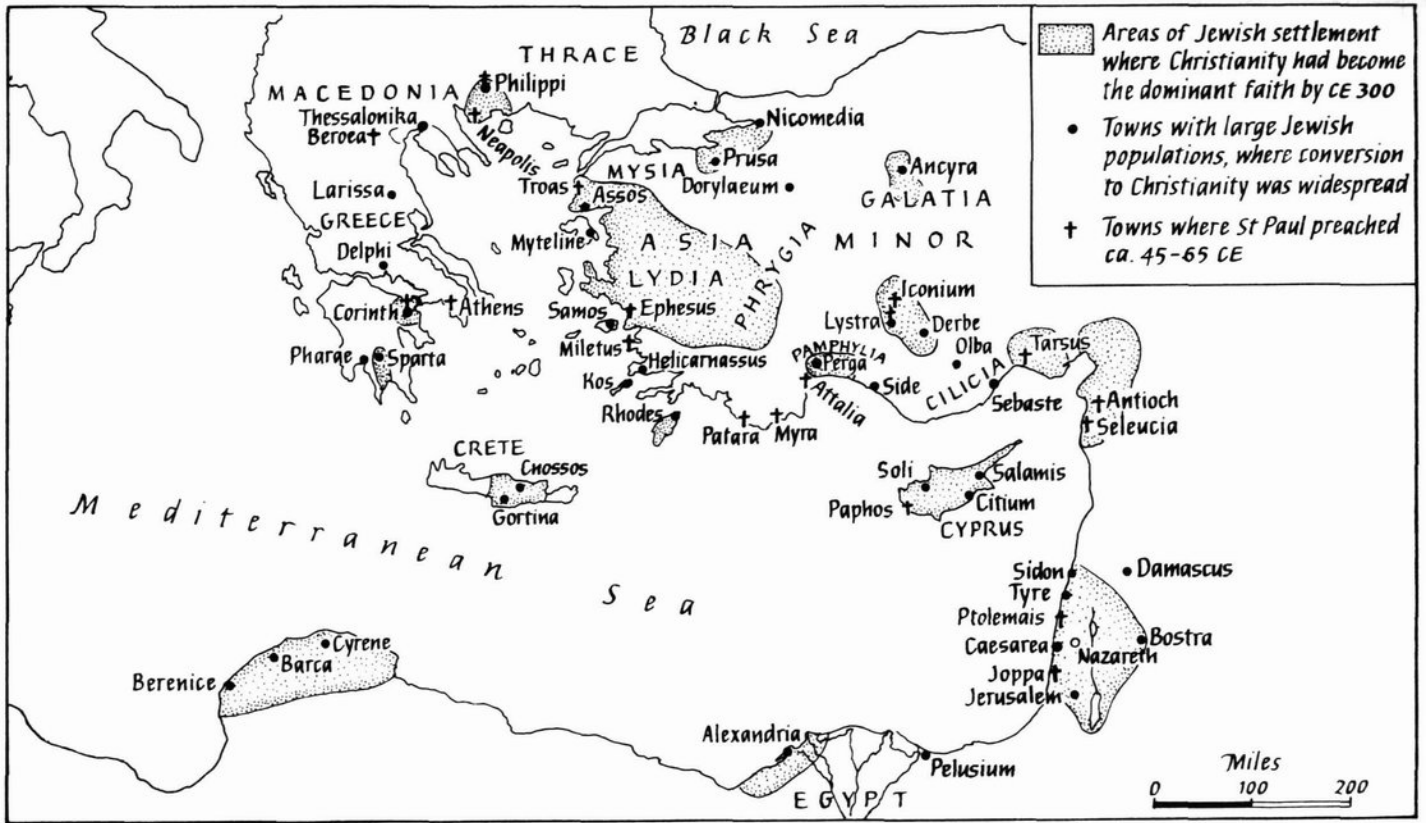 Black Sea
Areas of Jewish settlement
where Christianity had become
the dominant faith by CE 300
Towns with large Jewish
populations, where conversion
to Christianity was widespread
Towns where St Paul preached
ca. 45-65 CE
THRACE
Philippi
MACEDONIA
Thessalonika
Beroea
Neapolis
Nicomedia
Prusa
MYSIA
Dorylaeum
Ancyra
GALATIA
Troas
Assos
Larissa
GREECE
Delphi
Myteline
ASIA MINOR
LYDIA
PHRYGIA
Corinth
Athens
Samos
Ephesus
Iconium
Lystra
Derbe
Miletus
Pharae
Sparta
Helicarnassus
PAMPHYLIA
Perga
Olba
Tarsus
Kos
Attalia
Side
CILICIA
Sebaste
Antioch
Seleucia
Rhodes
Patara
Myra
CRETE
Cnossos
Gortina
Soli
Salamis
Paphos
Citium
CYPRUS
Mediterranean Sea
Sidon
Damascus
Tyre
Ptolemais
Caesarea
Nazareth
Bostra
Joppa
Jerusalem
Cyrene
Barca
Berenice
Alexandria
Pelusium
EGYPT
Miles
0 100 200